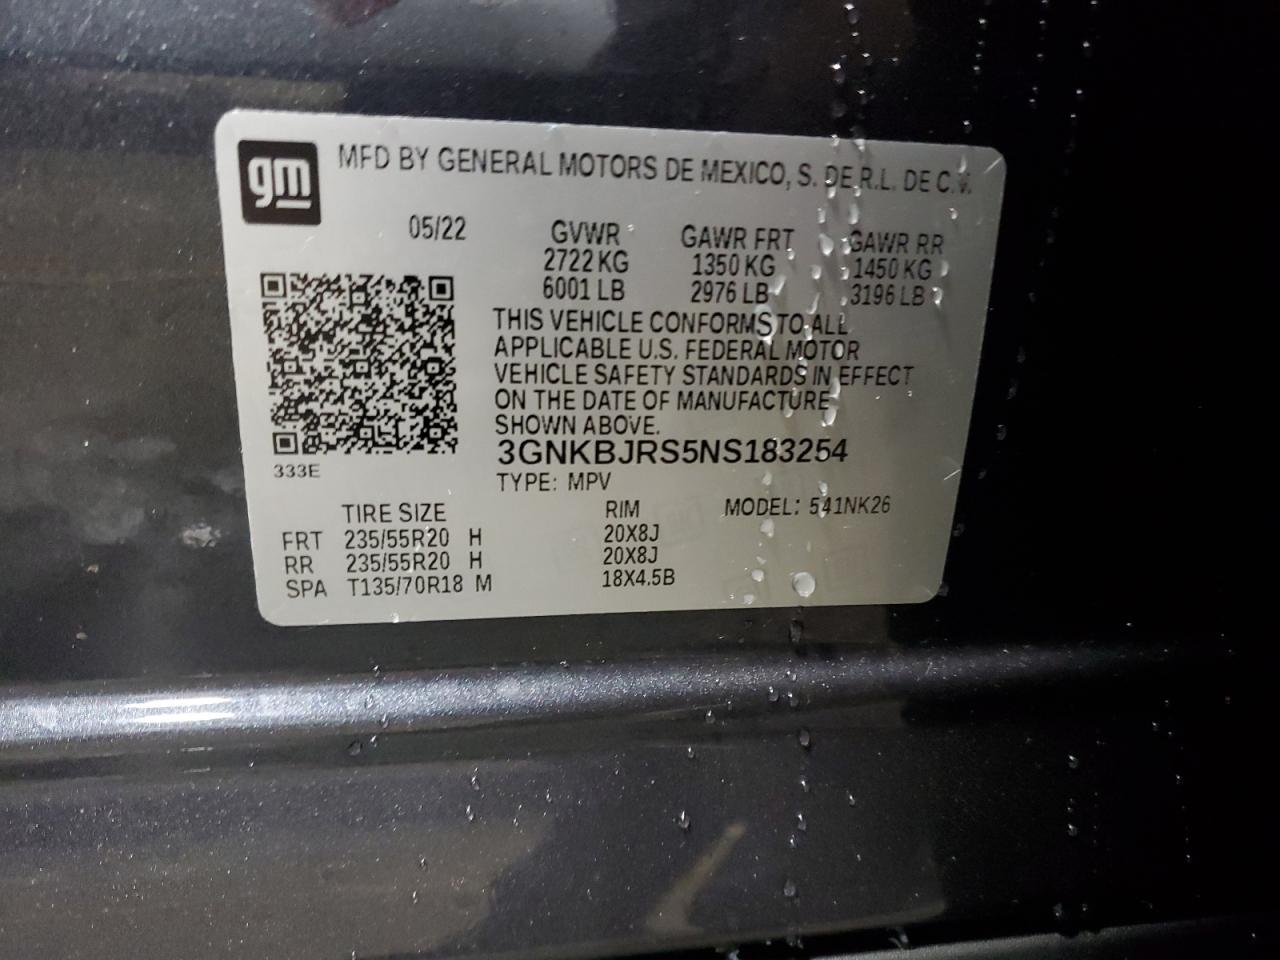 gm
MFD BY GENERAL MOTORS DE MEXICO, S. DE R.L. DE C.V.
05/22 GVWR GAWR FRT GAWR RR
2722 KG 1350 KG 1450 KG
6001 LB 2976 LB 3196 LB
THIS VEHICLE CONFORMS TO ALL
APPLICABLE U.S. FEDERAL MOTOR
VEHICLE SAFETY STANDARDS IN EFFECT
ON THE DATE OF MANUFACTURE
SHOWN ABOVE.
3GNKBJRS5NS183254
333E
TYPE: MPV
TIRE SIZE RIM MODEL: 541NK26
FRT 235/55R20 H 20X8J
RR 235/55R20 H 20X8J
SPA T135/70R18 M 18X4.5B